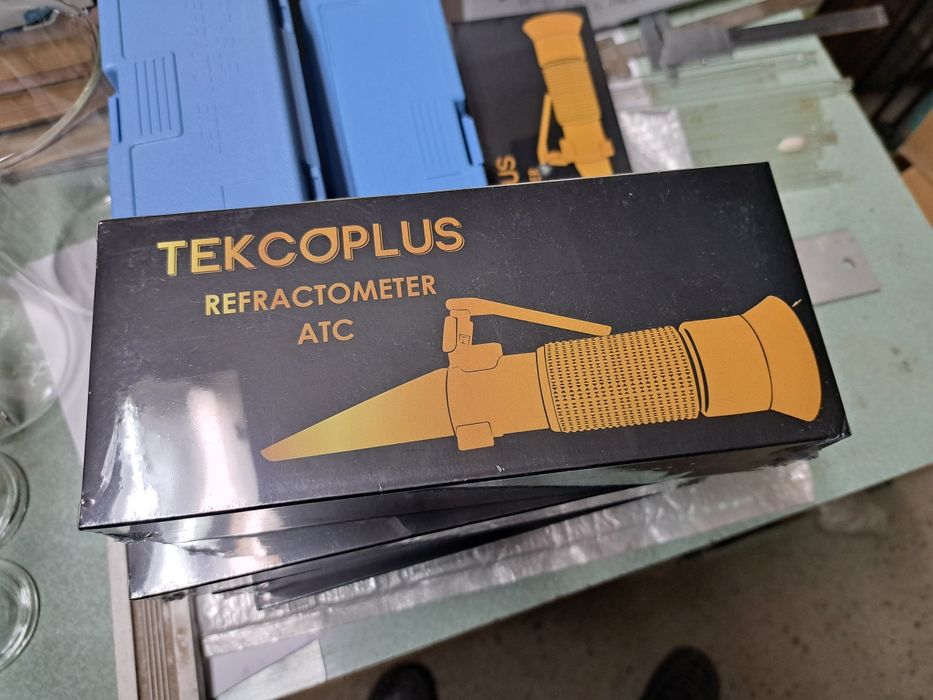 TEKCOPLUS
REFRACTOMETER
ATC